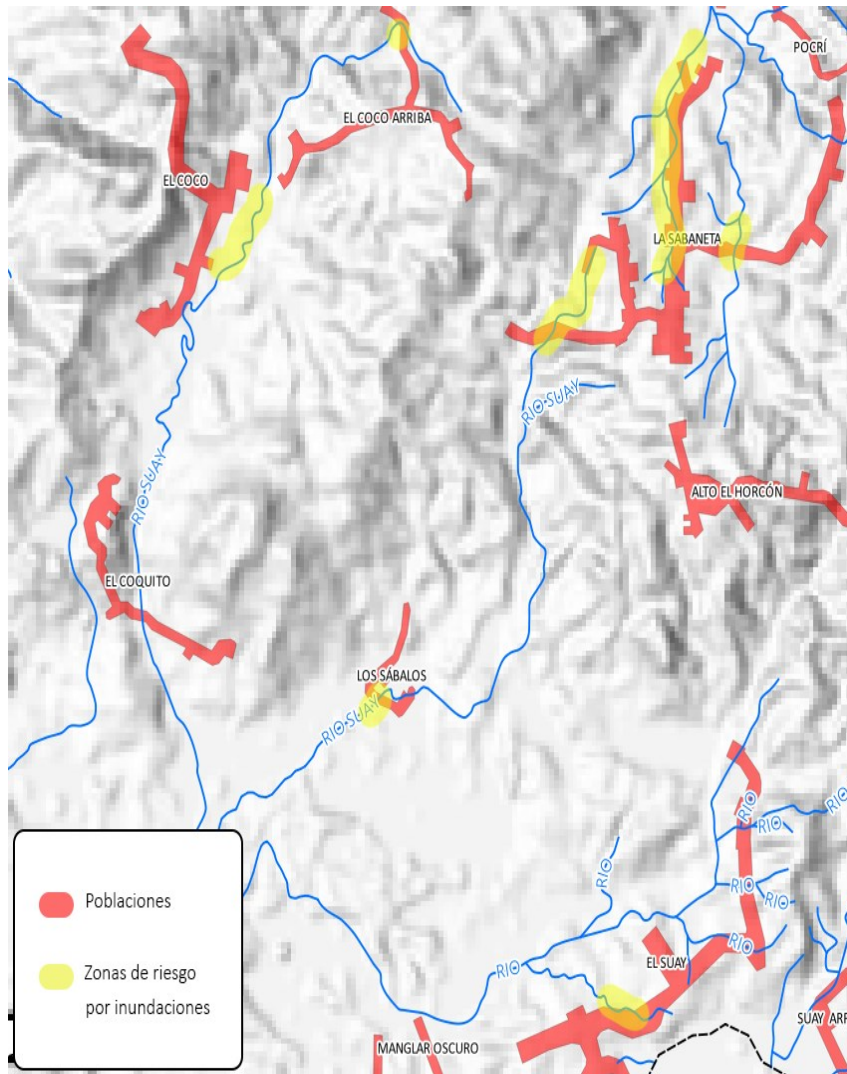 POCRÍ
EL COCO ARRIBA
EL COCO
LA SABANETA
RIO SUAY
RIO SUAY
ALTO EL HORCÓN
EL COQUITO
LOS SÁBALOS
RIO SUAY
RIO
RIO
RIO
RIO
RIO
RIO
RIO
RIO
EL SUAY
SUAY ARR
MANGLAR OSCURO
Poblaciones
Zonas de riesgo
por inundaciones